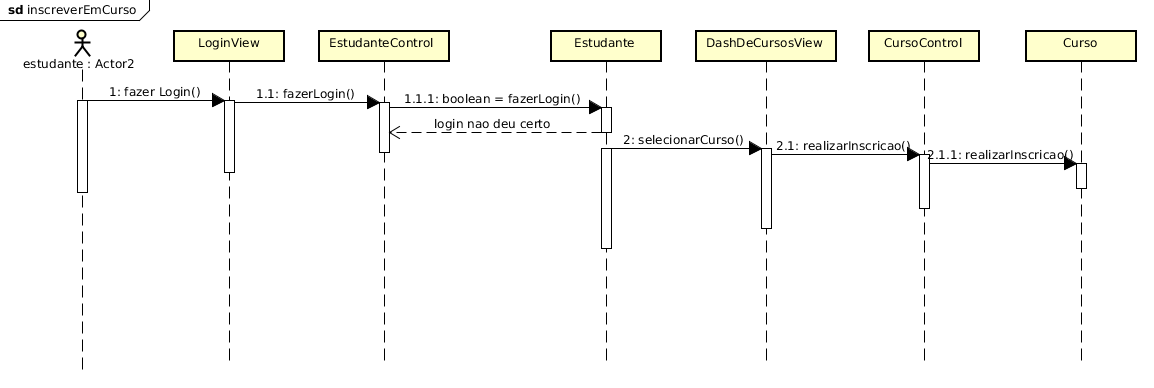 sd inscreverEmCurso
estudante : Actor2
LoginView
EstudanteControl
Estudante
DashDeCursosView
CursoControl
Curso
1: fazer Login()
1.1: fazerLogin()
1.1.1: boolean = fazerLogin()
login nao deu certo
2: selecionarCurso()
2.1: realizarInscricao()
2.1.1: realizarInscricao()